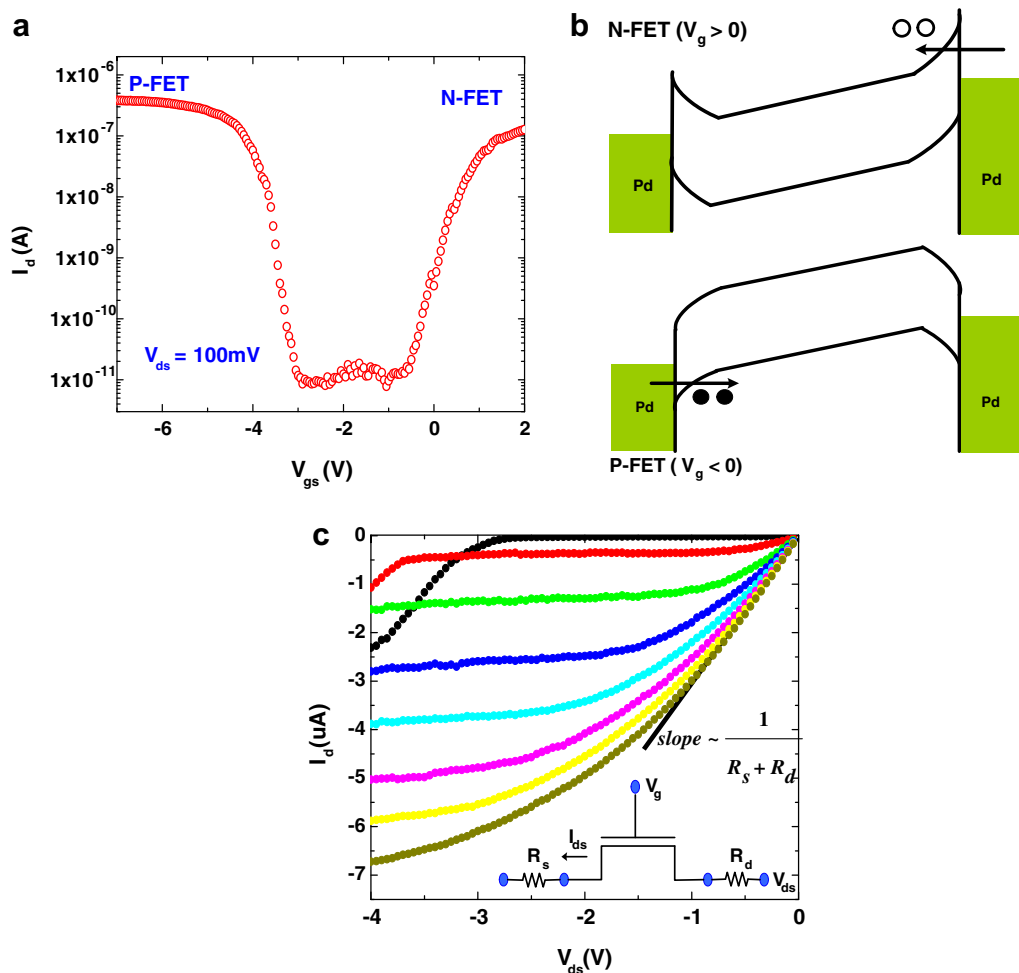 a
P-FET
N-FET
V_ds = 100mV
1x10^-6
1x10^-7
1x10^-8
1x10^-9
1x10^-10
1x10^-11
I_d (A)
-6
-4
-2
0
2
V_gs (V)
b
N-FET (V_g > 0)
Pd
Pd
Pd
Pd
P-FET ( V_g < 0)
c
0
-1
-2
-3
-4
-5
-6
-7
I_d(uA)
slope ~ 1 / R_s + R_d
V_g
I_ds
R_s
R_d
V_ds
-4
-3
-2
-1
0
V_ds(V)